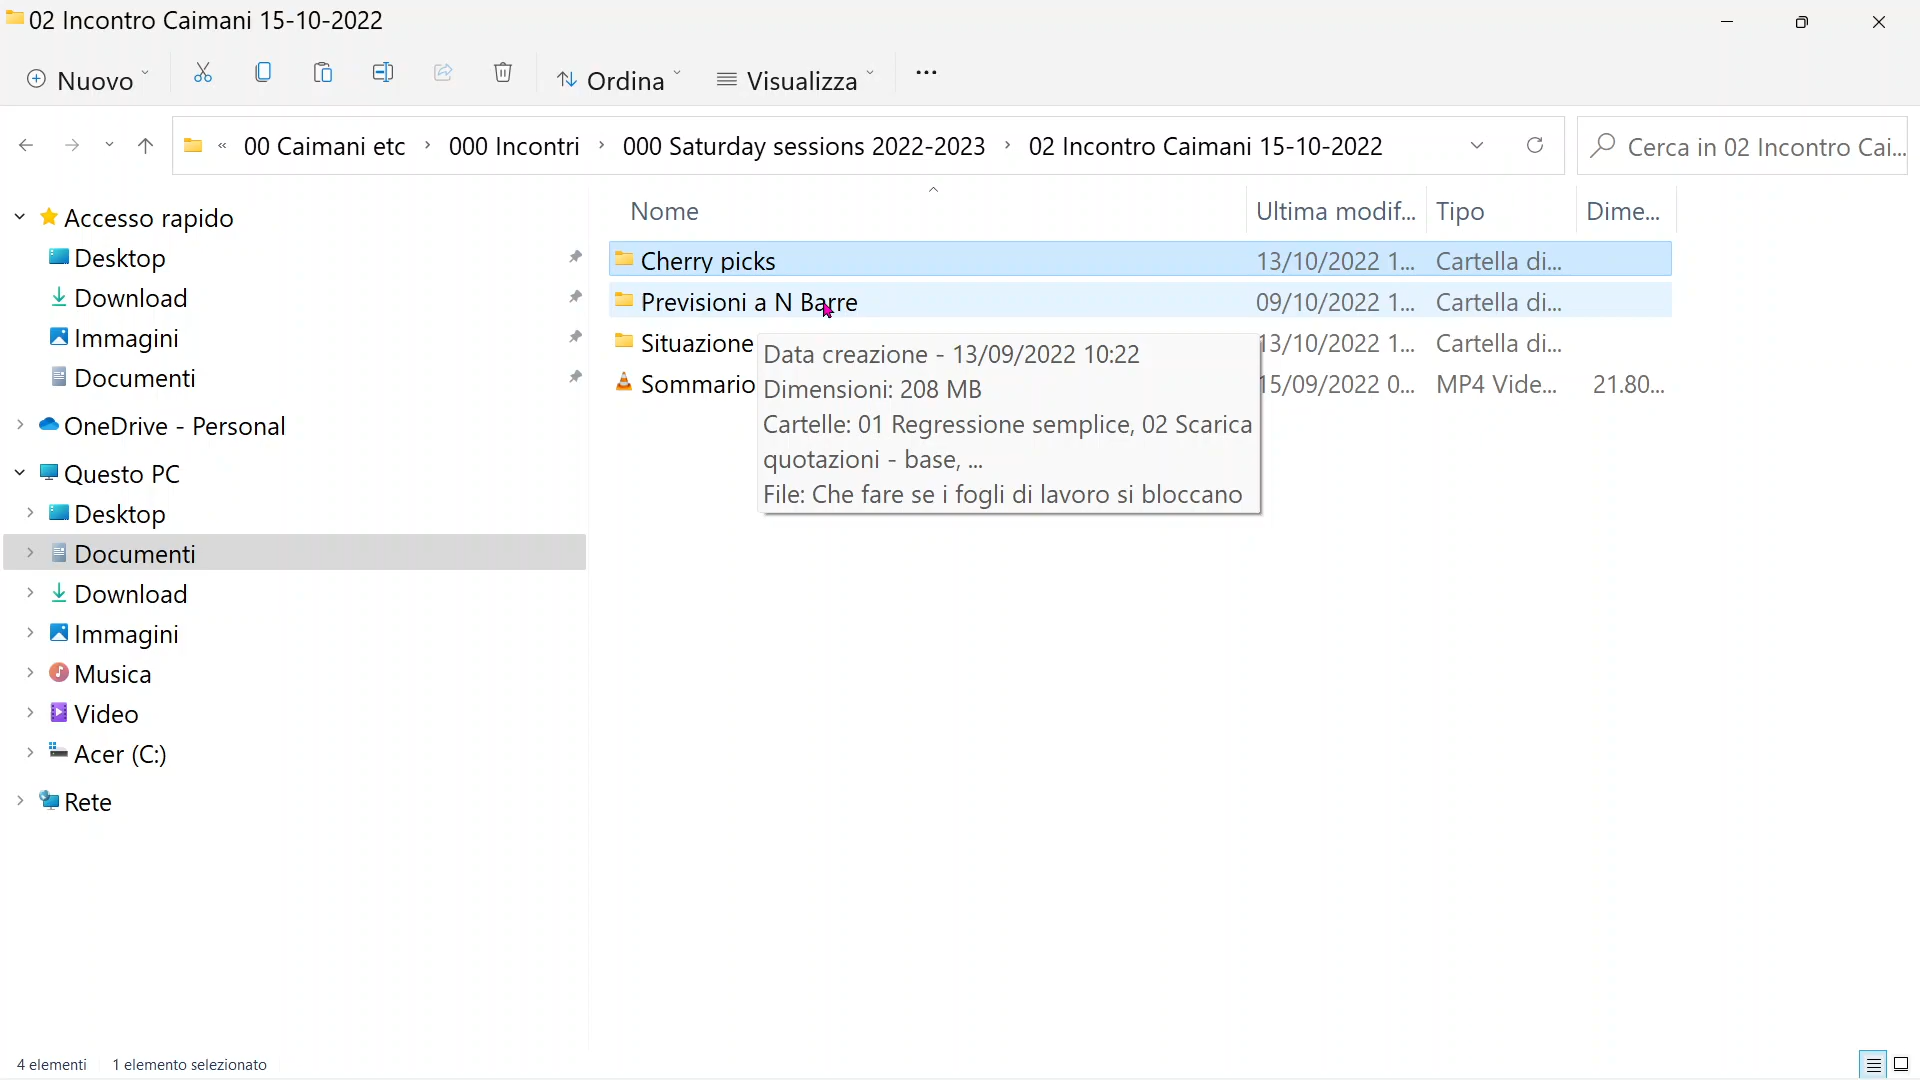 02 Incontro Caimani 15-10-2022
Nuovo
Ordina
Visualizza
« 00 Caimani etc › 000 Incontri › 000 Saturday sessions 2022-2023 › 02 Incontro Caimani 15-10-2022
Cerca in 02 Incontro Cai...
Nome Ultima modif... Tipo Dime...
Accesso rapido
Desktop
Download
Immagini
Documenti
OneDrive - Personal
Questo PC
Desktop
Documenti
Download
Immagini
Musica
Video
Acer (C:)
Rete
Cherry picks 13/10/2022 1... Cartella di...
Previsioni a N Barre 09/10/2022 1... Cartella di...
Situazione 13/10/2022 1... Cartella di...
Sommario 15/09/2022 0... MP4 Vide... 21.80...
Data creazione - 13/09/2022 10:22
Dimensioni: 208 MB
Cartelle: 01 Regressione semplice, 02 Scarica
quotazioni - base, ...
File: Che fare se i fogli di lavoro si bloccano
4 elementi 1 elemento selezionato